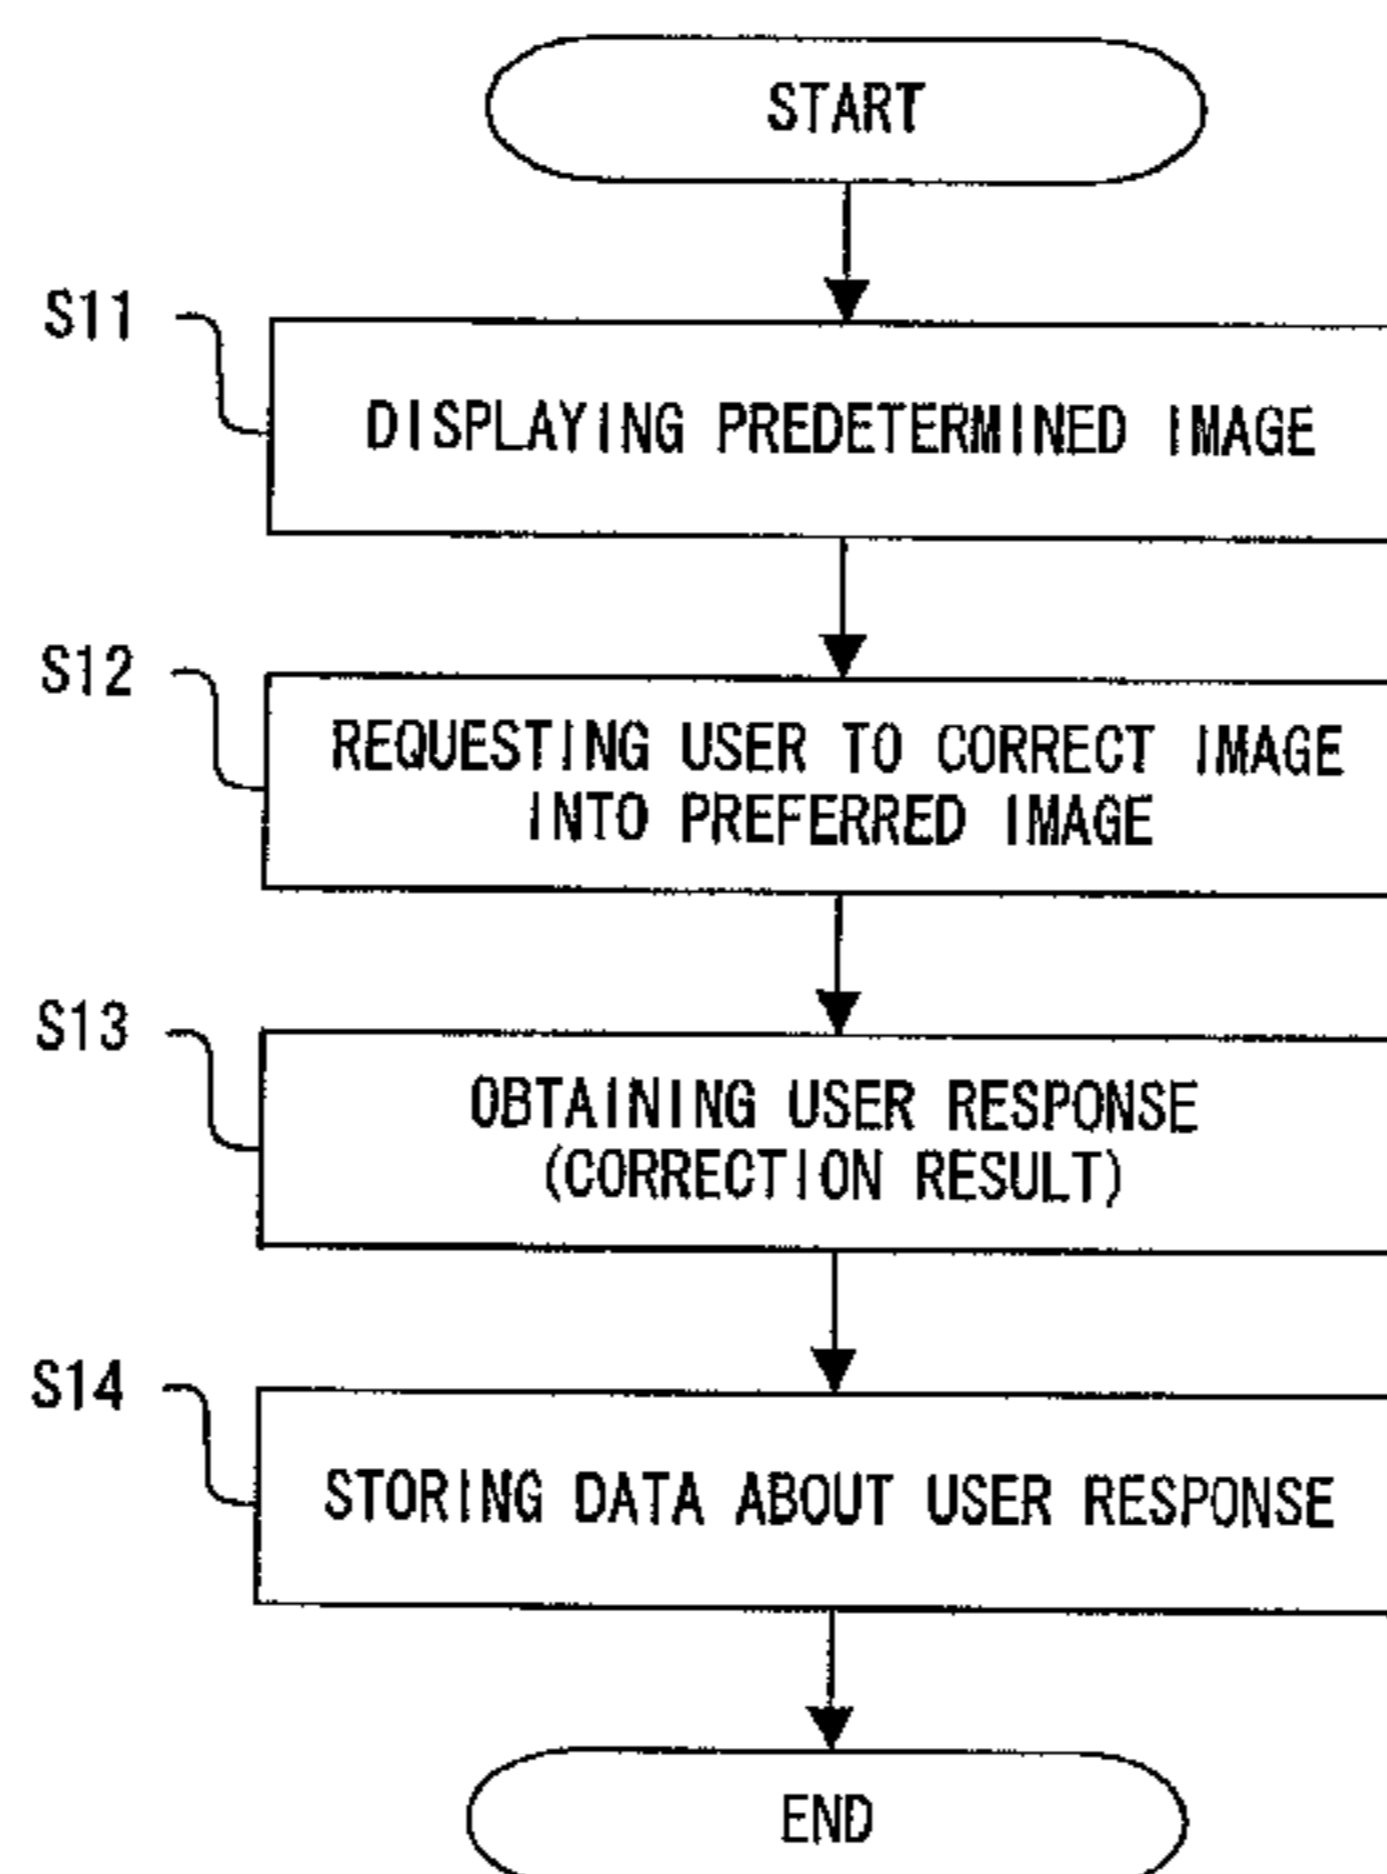 START
S11
DISPLAYING PREDETERMINED IMAGE
S12
REQUESTING USER TO CORRECT IMAGE
INTO PREFERRED IMAGE
S13
OBTAINING USER RESPONSE
(CORRECTION RESULT)
S14
STORING DATA ABOUT USER RESPONSE
END